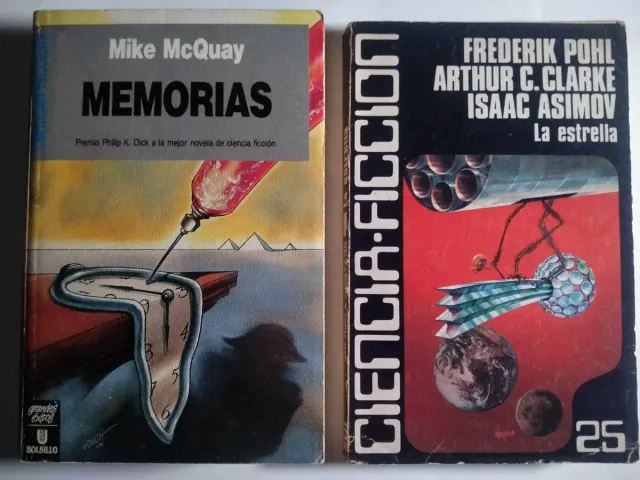 Mike McQuay
MEMORIAS
Premio Philip K. Dick a la mejor novela de ciencia ficción.
grandes
éxitos
BOLSILLO
CIENCIA-FICCION
FREDERIK POHL
ARTHUR C. CLARKE
ISAAC ASIMOV
La estrella
25